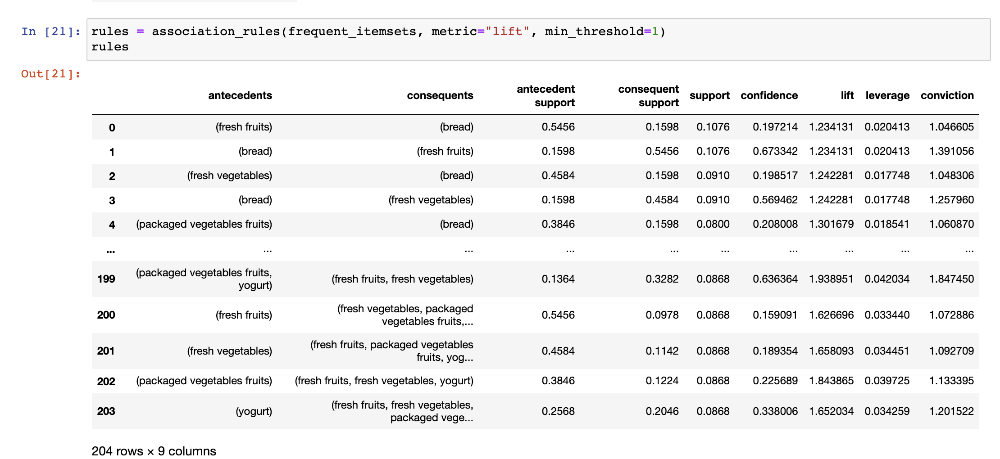 In [21]: rules = association_rules(frequent_itemsets, metric="lift", min_threshold=1)
rules
Out[21]:
antecedents consequents antecedent support consequent support support confidence lift leverage conviction
0 (fresh fruits) (bread) 0.5456 0.1598 0.1076 0.197214 1.234131 0.020413 1.046605
1 (bread) (fresh fruits) 0.1598 0.5456 0.1076 0.673342 1.234131 0.020413 1.391056
2 (fresh vegetables) (bread) 0.4584 0.1598 0.0910 0.198517 1.242281 0.017748 1.048306
3 (bread) (fresh vegetables) 0.1598 0.4584 0.0910 0.569462 1.242281 0.017748 1.257960
4 (packaged vegetables fruits) (bread) 0.3846 0.1598 0.0800 0.208008 1.301679 0.018541 1.060870
... ... ... ... ... ... ... ... ... ...
199 (packaged vegetables fruits, yogurt) (fresh fruits, fresh vegetables) 0.1364 0.3282 0.0868 0.636364 1.938951 0.042034 1.847450
200 (fresh fruits) (fresh vegetables, packaged vegetables fruits,... 0.5456 0.0978 0.0868 0.159091 1.626696 0.033440 1.072886
201 (fresh vegetables) (fresh fruits, packaged vegetables fruits, yog... 0.4584 0.1142 0.0868 0.189354 1.658093 0.034451 1.092709
202 (packaged vegetables fruits) (fresh fruits, fresh vegetables, yogurt) 0.3846 0.1224 0.0868 0.225689 1.843865 0.039725 1.133395
203 (yogurt) (fresh fruits, fresh vegetables, packaged vege... 0.2568 0.2046 0.0868 0.338006 1.652034 0.034259 1.201522
204 rows × 9 columns